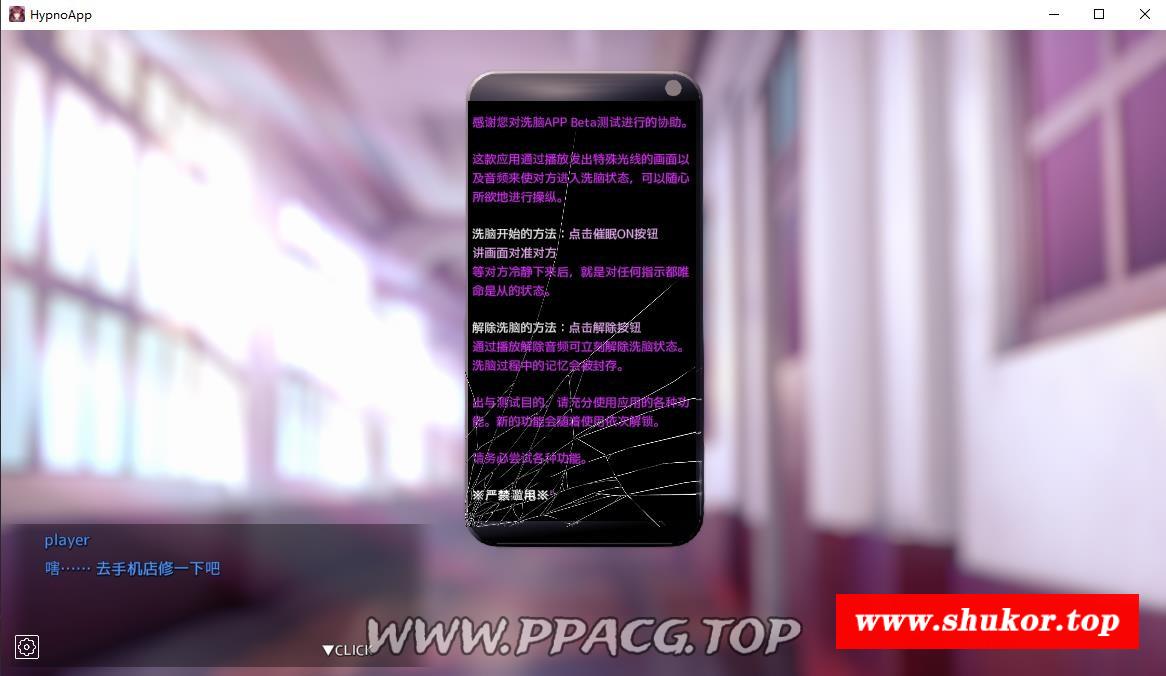 HypnoApp
感谢您对洗脑APP Beta测试进行的协助。
这款应用通过播放发出特殊光线的画面以
及音频来使对方进入洗脑状态，可以随心
所欲地进行操纵。
洗脑开始的方法：点击催眠ON按钮
讲画面对准对方
等对方冷静下来后，就是对任何指示都唯
命是从的状态。
解除洗脑的方法：点击解除按钮
通过播放解除音频可立刻解除洗脑状态。
洗脑过程中的记忆会被封存。
出与测试目的，请充分使用应用的各种功
能。新的功能会随着使用依次解锁。
请务必尝试各种功能。
※严禁滥用※
player
嗐…… 去手机店修一下吧
▼CLICK
WWW.PPACG.TOP
www.shukor.top